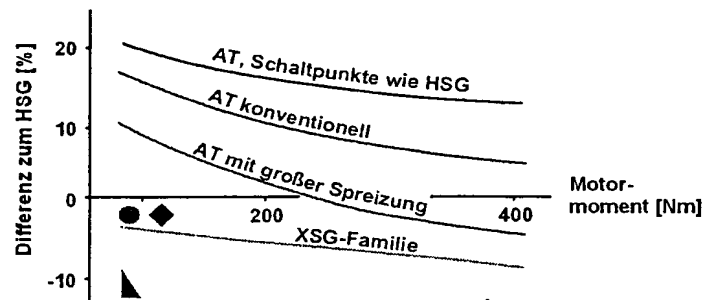 Differenz zum HSG [%]
20
10
0
-10
AT, Schaltpunkte wie HSG
AT konventionell
AT mit großer Spreizung
XSG-Familie
200
400
Motor-
moment [Nm]